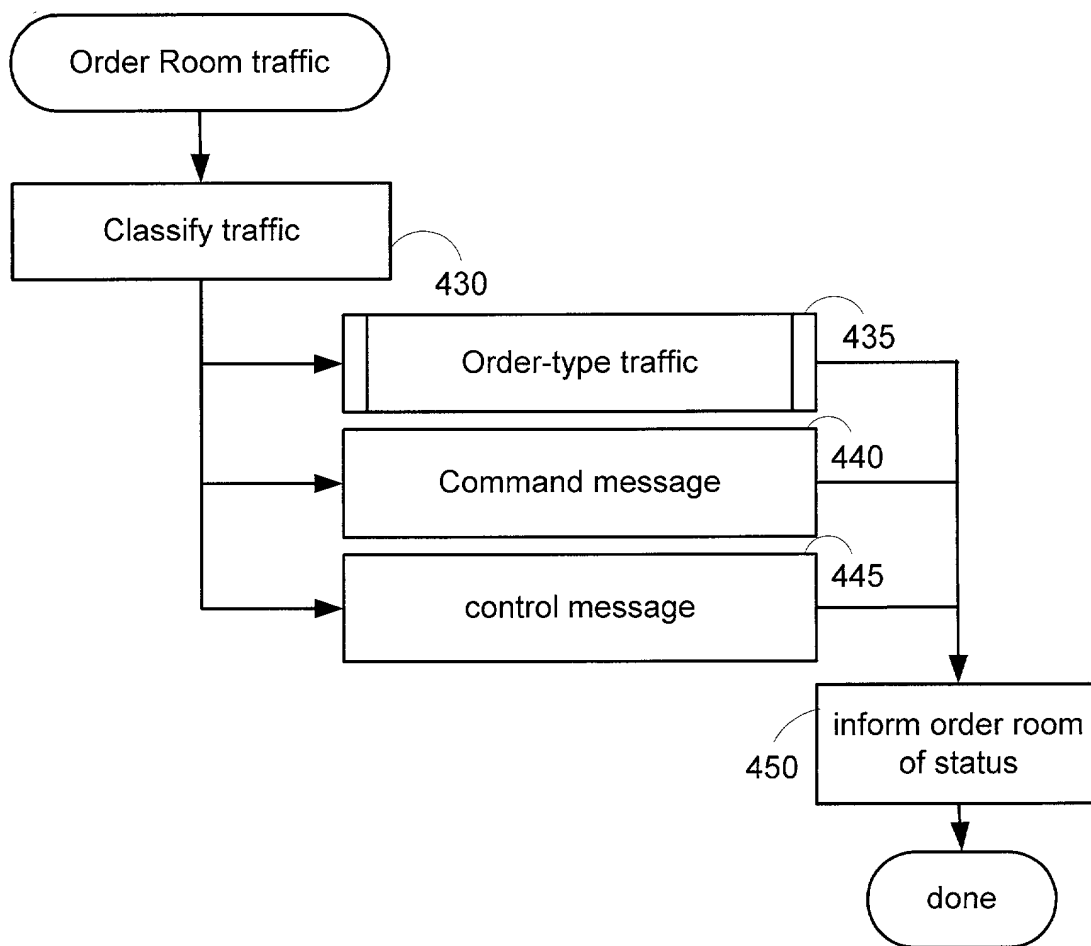 Order Room traffic
Classify traffic
430
Order-type traffic
435
Command message
440
control message
445
inform order room
of status
450
done